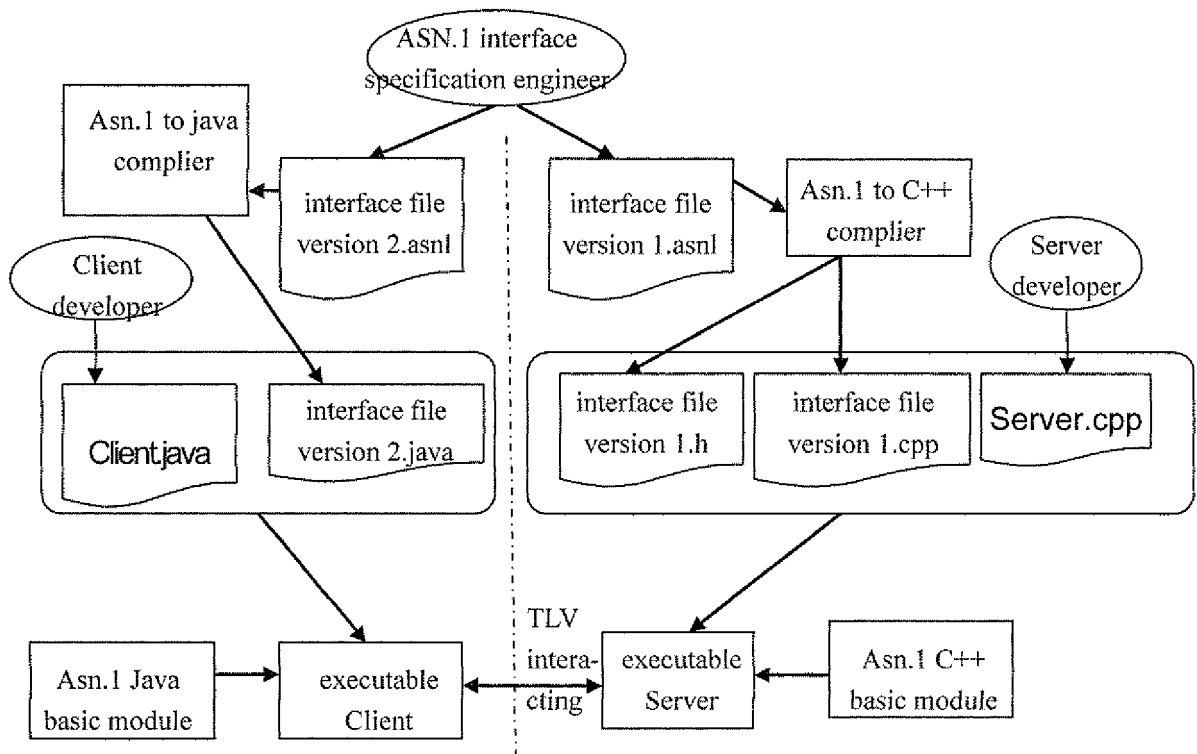 ASN.1 interface
specification engineer
Asn.1 to java
complier
interface file
version 2.asnl
interface file
version 1.asnl
Asn.1 to C++
complier
Client
developer
Server
developer
Client.java
interface file
version 2.java
interface file
version 1.h
interface file
version 1.cpp
Server.cpp
Asn.1 Java
basic module
executable
Client
TLV
intera-
cting
executable
Server
Asn.1 C++
basic module